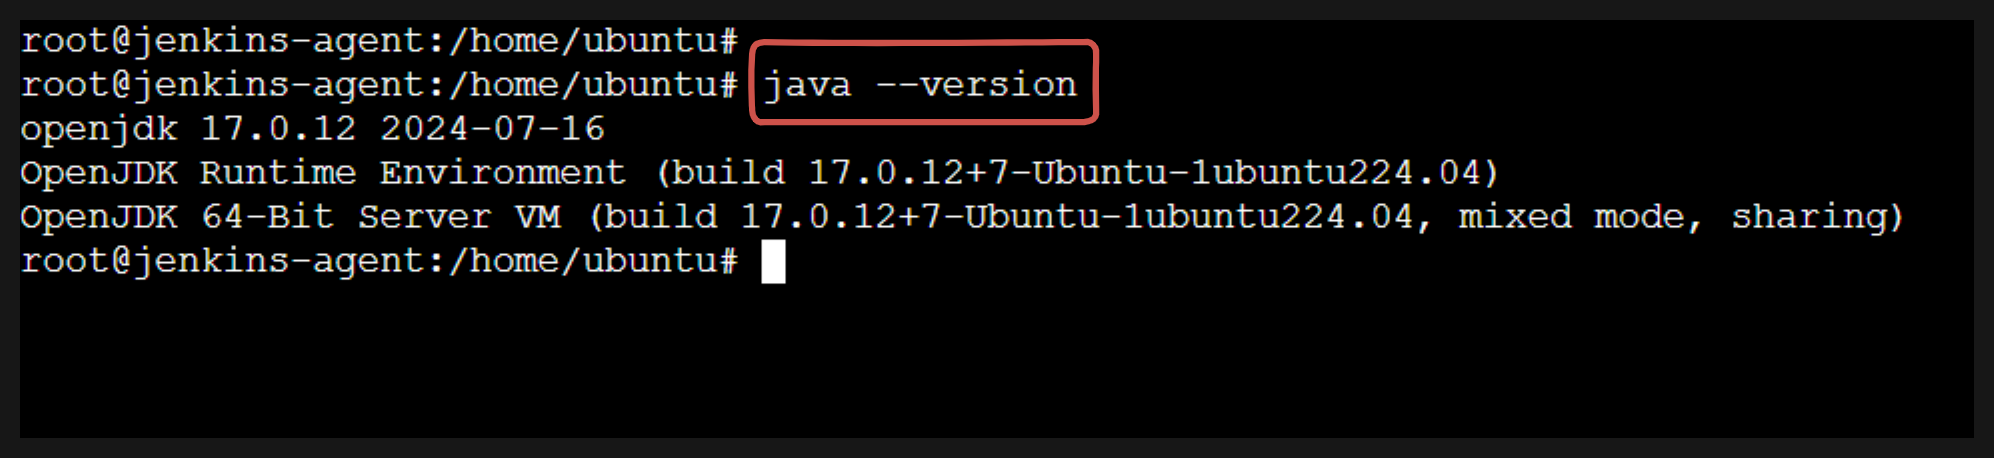 root@jenkins-agent:/home/ubuntu#
root@jenkins-agent:/home/ubuntu# java --version
openjdk 17.0.12 2024-07-16
OpenJDK Runtime Environment (build 17.0.12+7-Ubuntu-1ubuntu224.04)
OpenJDK 64-Bit Server VM (build 17.0.12+7-Ubuntu-1ubuntu224.04, mixed mode, sharing)
root@jenkins-agent:/home/ubuntu#